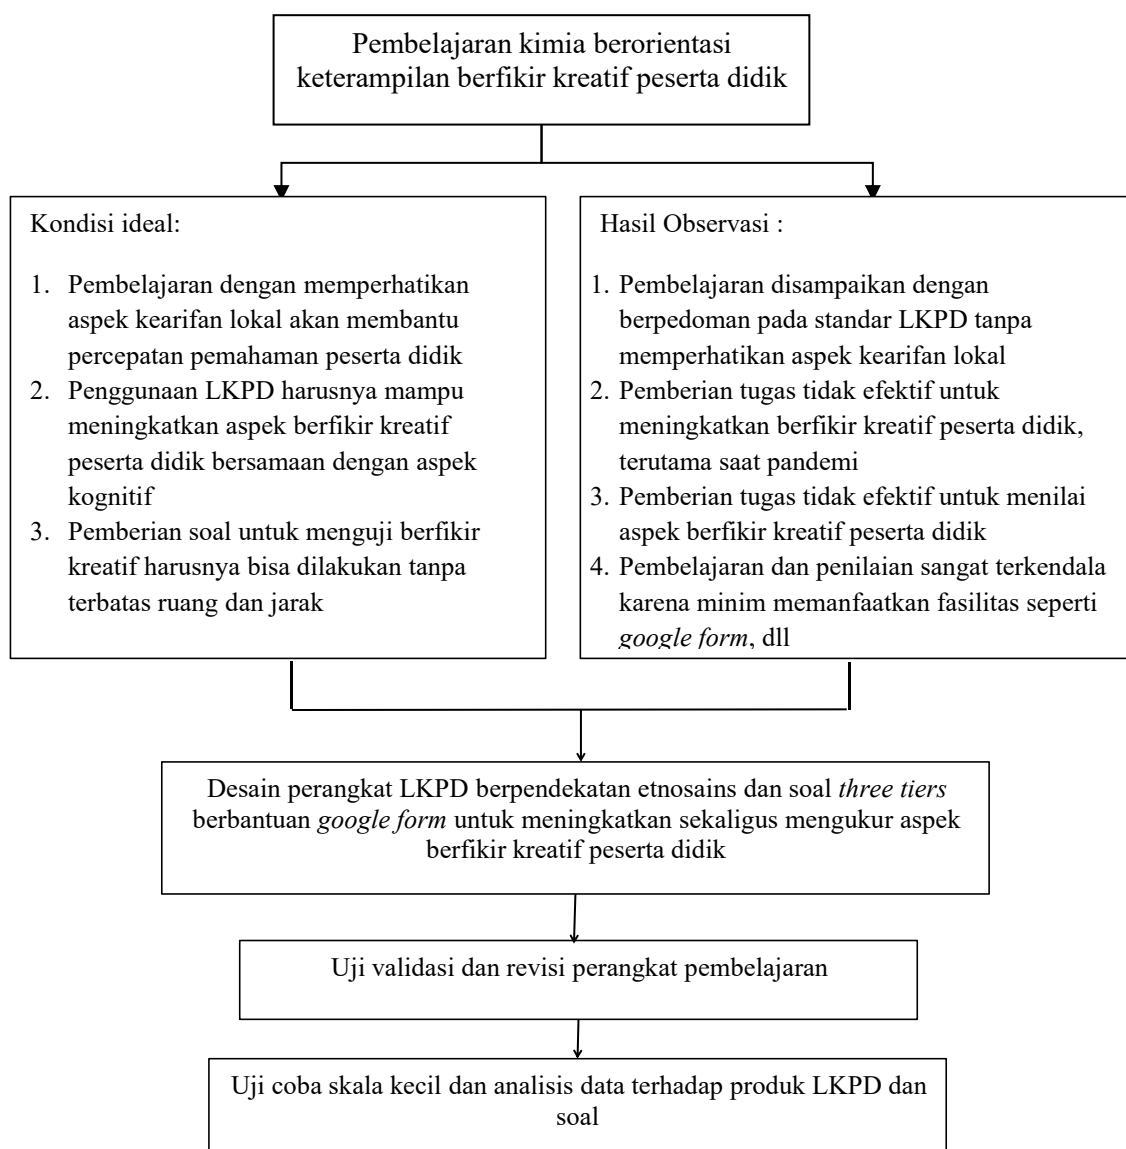 Pembelajaran kimia berorientasi
keterampilan berfikir kreatif peserta didik
Kondisi ideal:
1. Pembelajaran dengan memperhatikan
aspek kearifan lokal akan membantu
percepatan pemahaman peserta didik
2. Penggunaan LKPD harusnya mampu
meningkatkan aspek berfikir kreatif
peserta didik bersamaan dengan aspek
kognitif
3. Pemberian soal untuk menguji berfikir
kreatif harusnya bisa dilakukan tanpa
terbatas ruang dan jarak
Hasil Observasi :
1. Pembelajaran disampaikan dengan
berpedoman pada standar LKPD tanpa
memperhatikan aspek kearifan lokal
2. Pemberian tugas tidak efektif untuk
meningkatkan berfikir kreatif peserta didik,
terutama saat pandemi
3. Pemberian tugas tidak efektif untuk menilai
aspek berfikir kreatif peserta didik
4. Pembelajaran dan penilaian sangat terkendala
karena minim memanfaatkan fasilitas seperti
google form, dll
Desain perangkat LKPD berpendekatan etnosains dan soal three tiers
berbantuan google form untuk meningkatkan sekaligus mengukur aspek
berfikir kreatif peserta didik
Uji validasi dan revisi perangkat pembelajaran
Uji coba skala kecil dan analisis data terhadap produk LKPD dan
soal